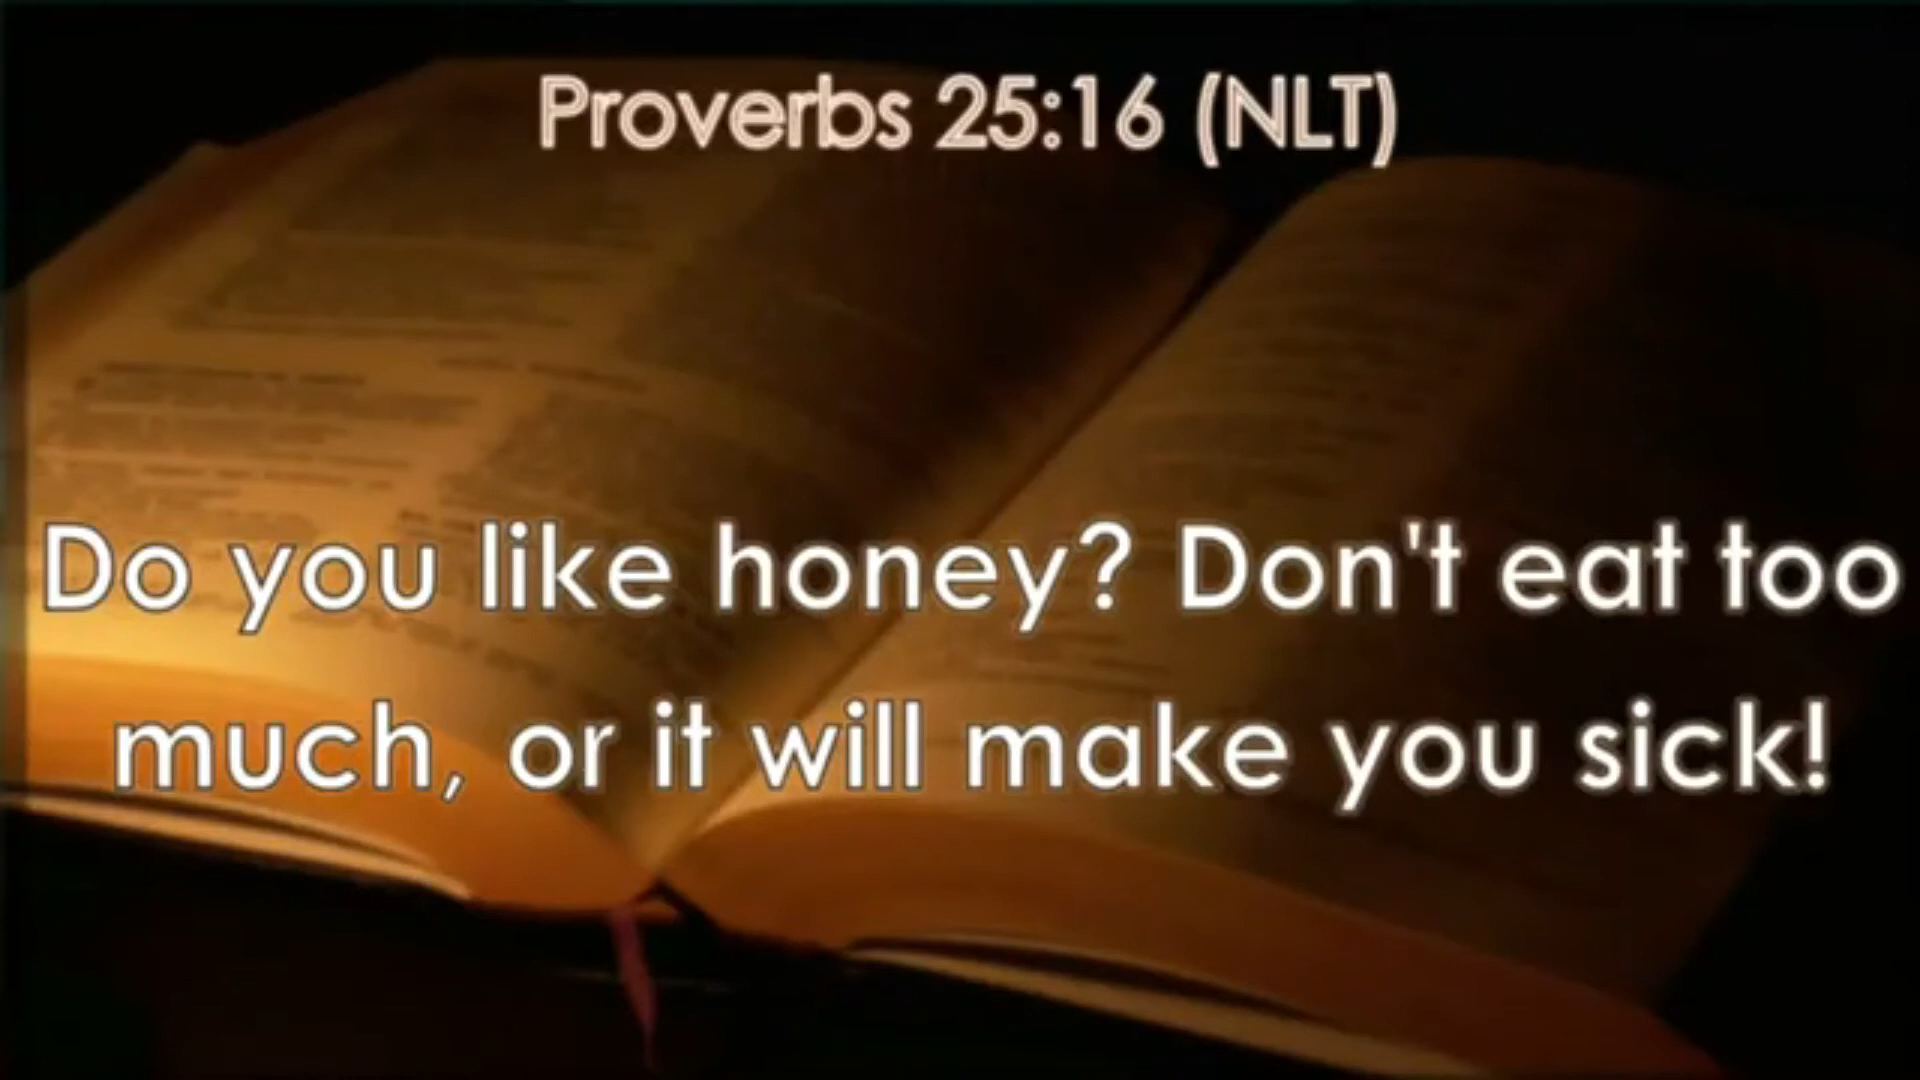 Proverbs 25:16 (NLT)
Do you like honey? Don't eat too
much, or it will make you sick!